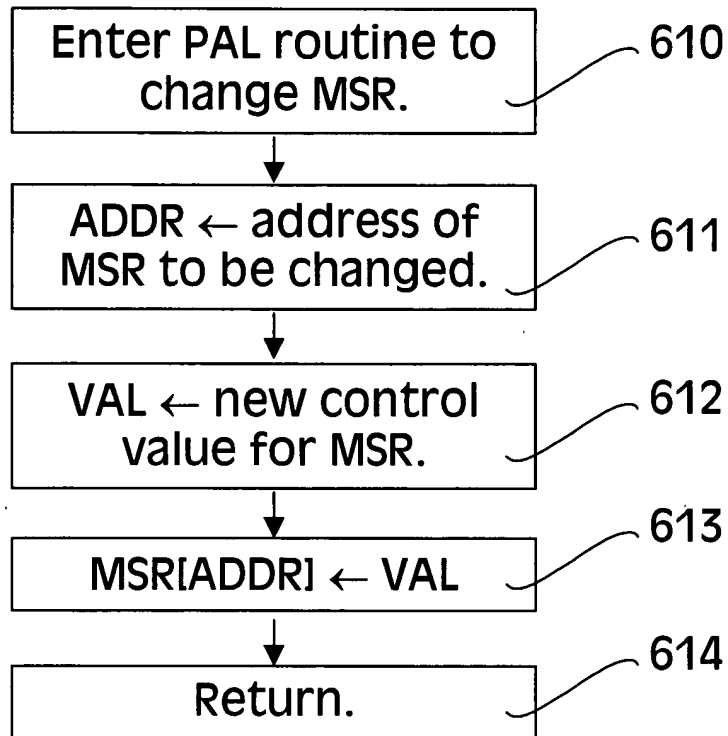 Enter PAL routine to
change MSR.
610
ADDR ← address of
MSR to be changed.
611
VAL ← new control
value for MSR.
612
MSR[ADDR] ← VAL
613
Return.
614